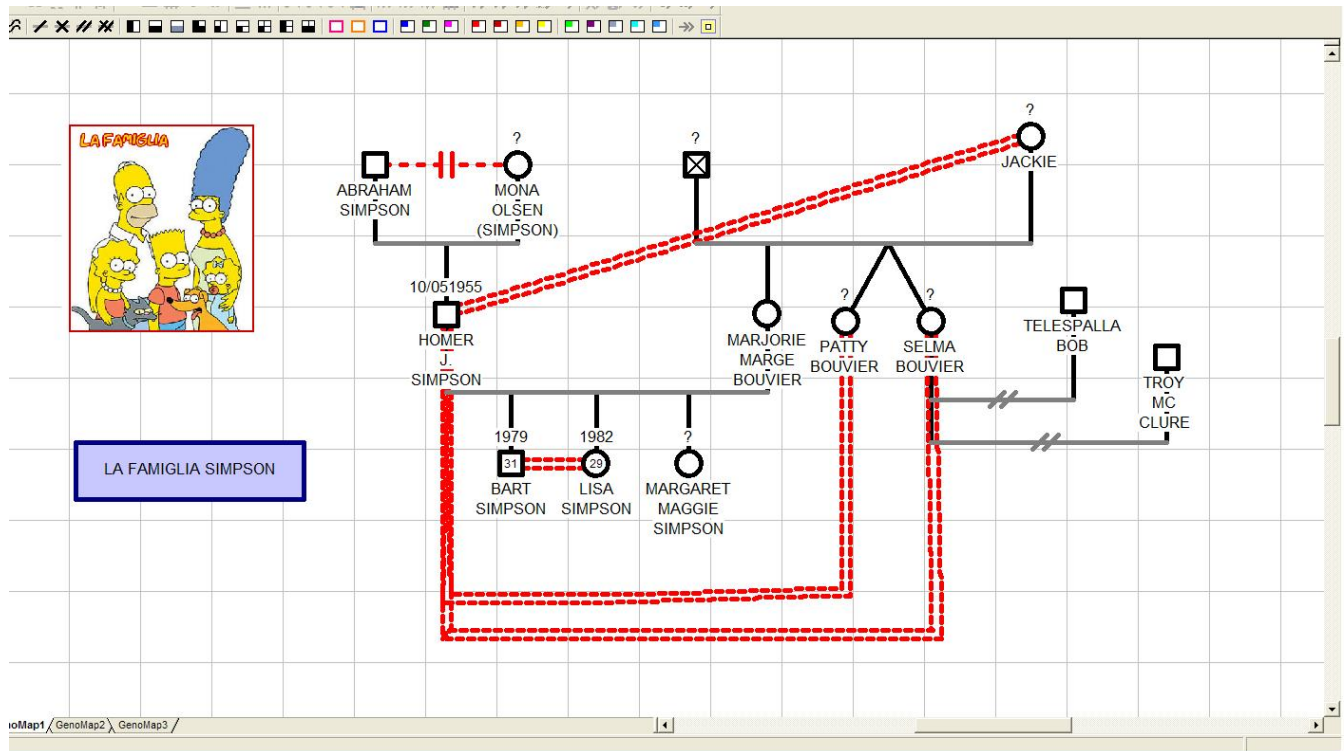 LA FAMIGLIA
?
?
?
JACKIE
ABRAHAM
SIMPSON
MONA
OLSEN
(SIMPSON)
10/051955
HOMER
J.
SIMPSON
MARJORIE
MARGE
BOUVIER
?
PATTY
BOUVIER
?
SELMA
BOUVIER
TELESPALLA
BOB
TROY
MC
CLURE
1979
31
BART
SIMPSON
1982
29
LISA
SIMPSON
?
MARGARET
MAGGIE
SIMPSON
LA FAMIGLIA SIMPSON
noMap1
GenoMap2
GenoMap3